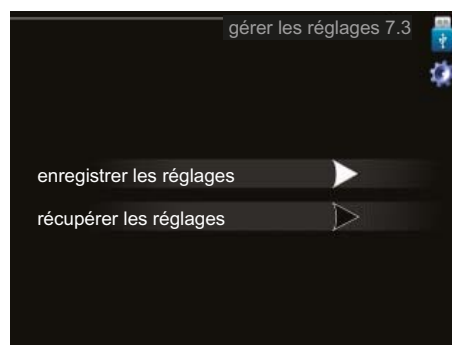 gérer les réglages 7.3
enregistrer les réglages
récupérer les réglages